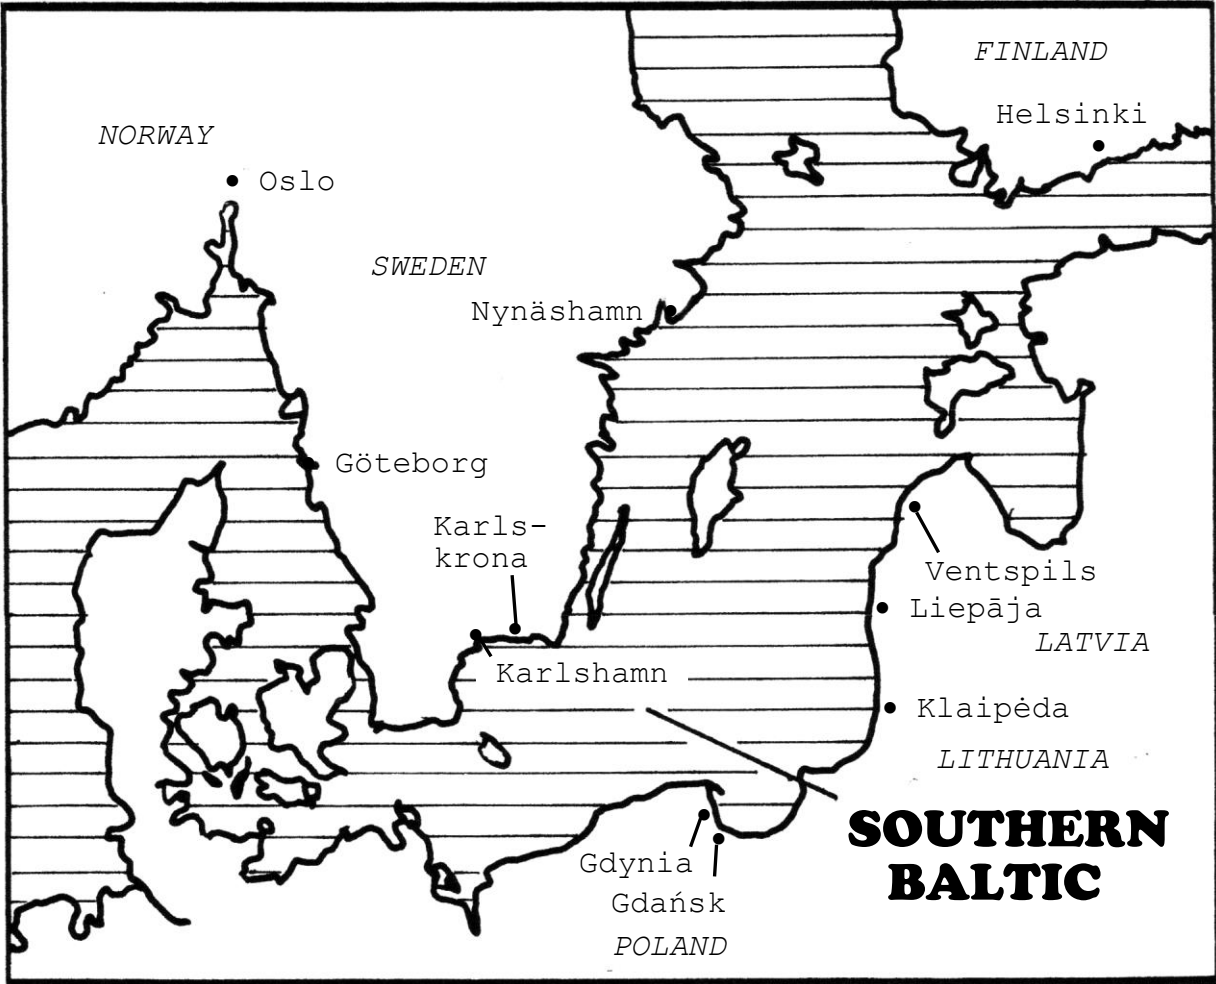 FINLAND
Helsinki
NORWAY
Oslo
SWEDEN
Nynäshamn
Göteborg
Karls-
krona
Ventspils
Liepāja
LATVIA
Karlshamn
Klaipėda
LITHUANIA
SOUTHERN
BALTIC
Gdynia
Gdańsk
POLAND